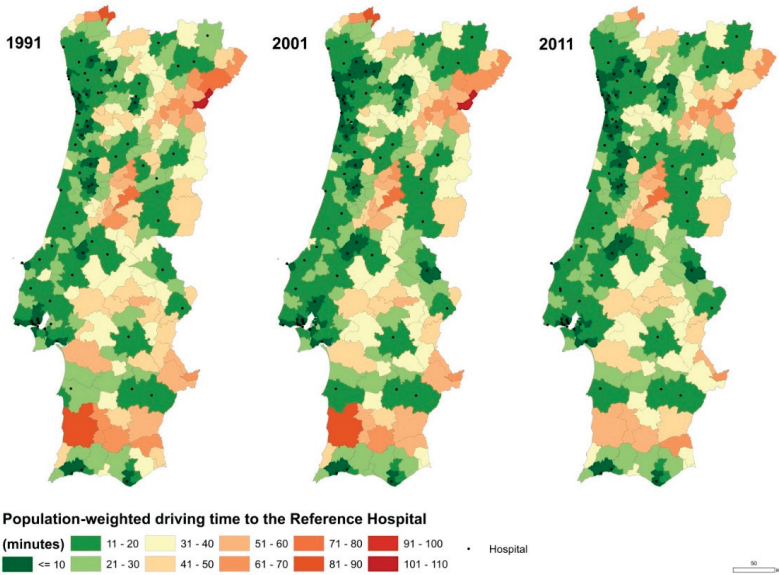 1991
2001
2011
Population-weighted driving time to the Reference Hospital
(minutes) 11 - 20 31 - 40 51 - 60 71 - 80 91 - 100 Hospital
<= 10 21 - 30 41 - 50 61 - 70 81 - 90 101 - 110
50